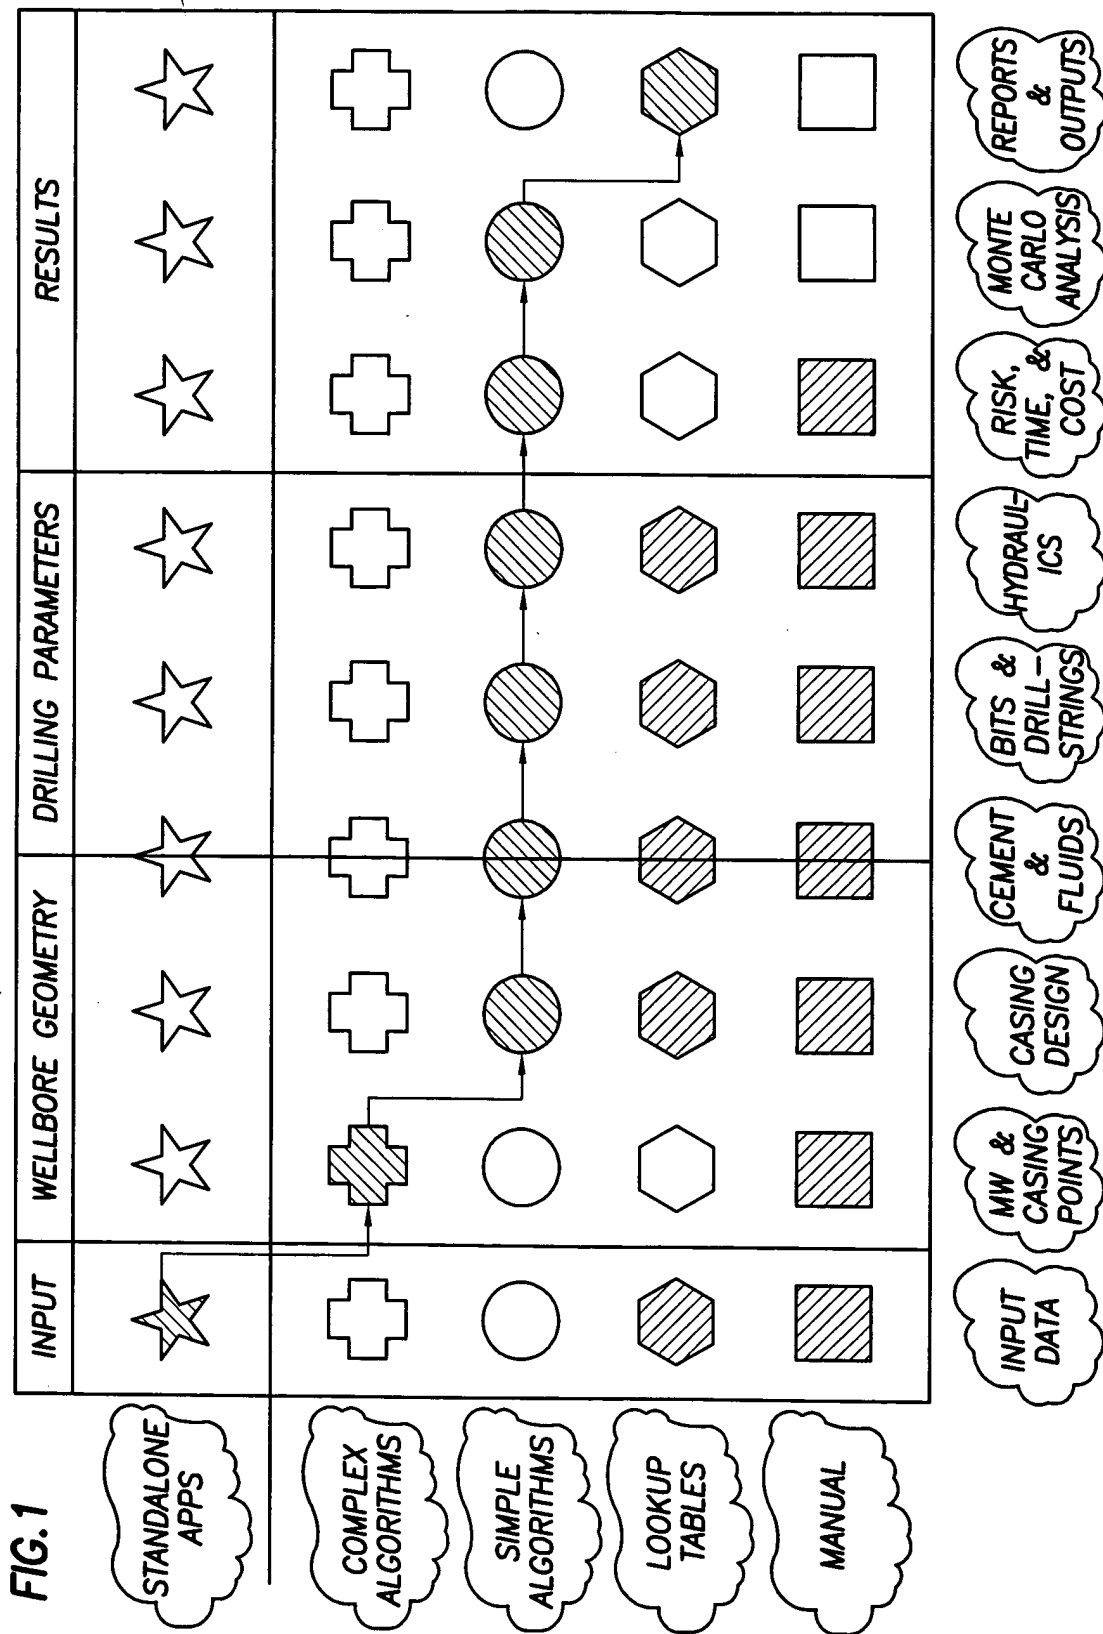 FIG.1
INPUT
WELLBORE GEOMETRY
DRILLING PARAMETERS
RESULTS
STANDALONE
APPS
COMPLEX
ALGORITHMS
SIMPLE
ALGORITHMS
LOOKUP
TABLES
MANUAL
INPUT
DATA
MW &
CASING
POINTS
CASING
DESIGN
CEMENT
&
FLUIDS
BITS &
DRILL-
STRINGS
HYDRAUL-
ICS
RISK,
TIME, &
COST
MONTE
CARLO
ANALYSIS
REPORTS
&
OUTPUTS